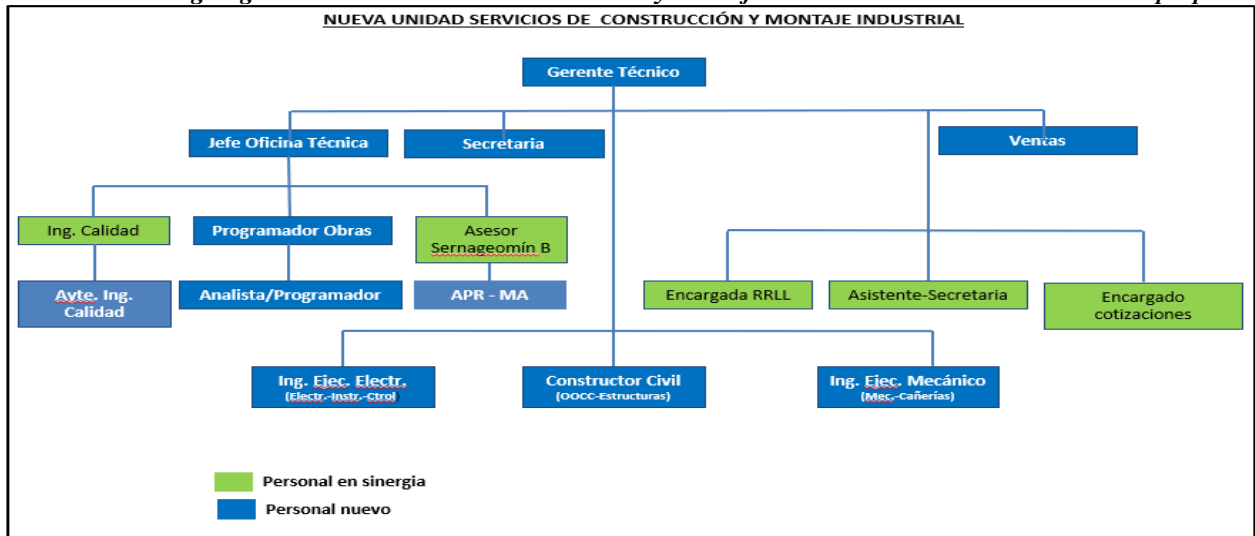 NUEVA UNIDAD SERVICIOS DE CONSTRUCCIÓN Y MONTAJE INDUSTRIAL
Gerente Técnico
Jefe Oficina Técnica
Secretaria
Ventas
Ing. Calidad
Programador Obras
Asesor
Sernageomín B
Ayte. Ing.
Calidad
Analista/Programador
APR - MA
Encargada RRLL
Asistente-Secretaria
Encargado
cotizaciones
Ing. Ejec. Electr.
(Electr.-Instr.-Ctrol)
Constructor Civil
(OOCC-Estructuras)
Ing. Ejec. Mecánico
(Mec.-Cañerías)
Personal en sinergia
Personal nuevo